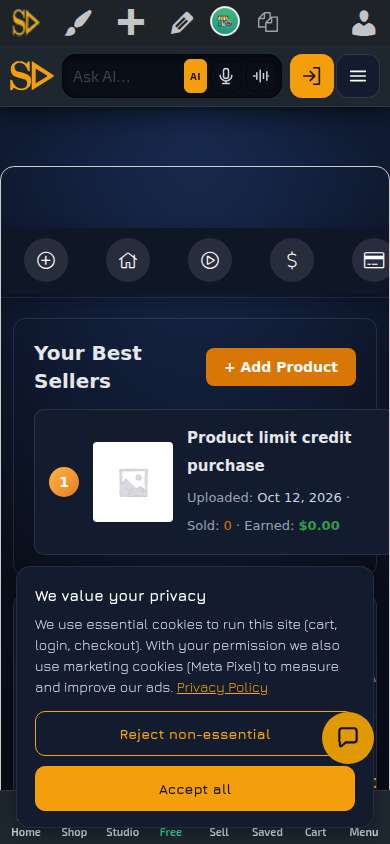 SD
Ask AI...
AI
Your Best
Sellers
+ Add Product
1
Product limit credit
purchase
Uploaded: Oct 12, 2026 ·
Sold: 0 · Earned: $0.00
We value your privacy
We use essential cookies to run this site (cart,
login, checkout). With your permission we also
use marketing cookies (Meta Pixel) to measure
and improve our ads. Privacy Policy
Reject non-essential
Accept all
Home Shop Studio Free Sell Saved Cart Menu